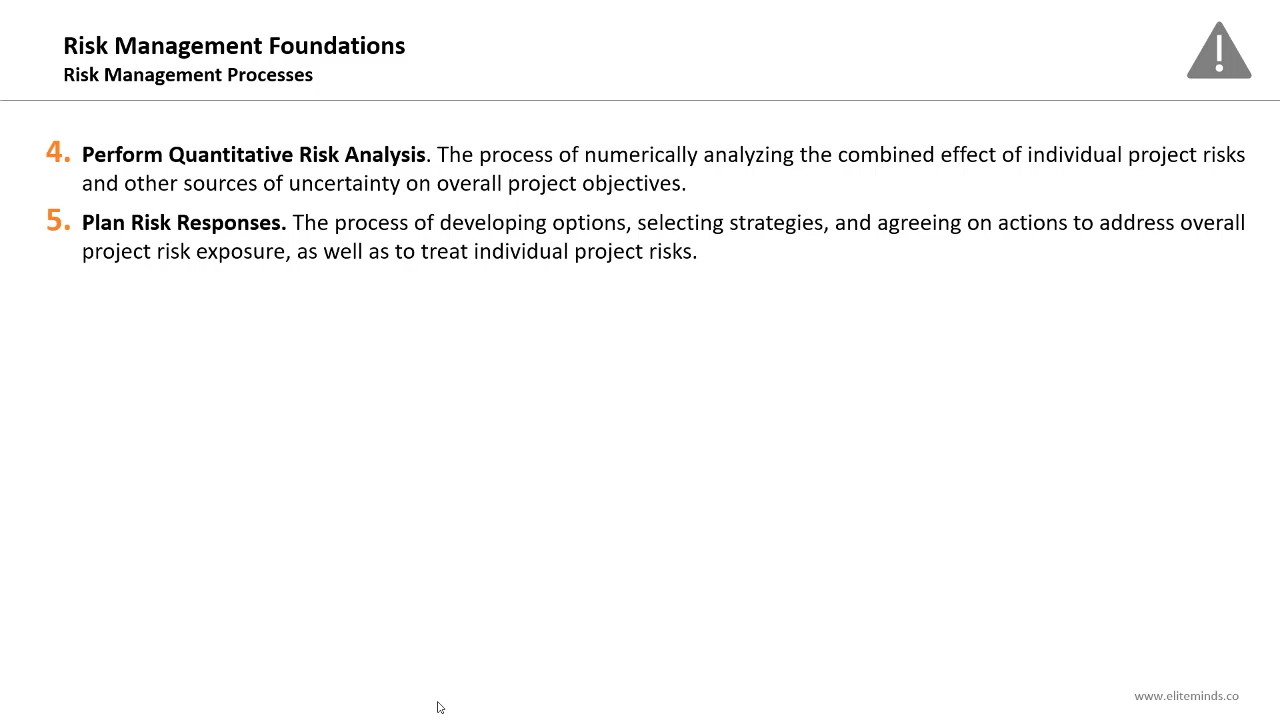 Risk Management Foundations
Risk Management Processes
4. Perform Quantitative Risk Analysis. The process of numerically analyzing the combined effect of individual project risks
and other sources of uncertainty on overall project objectives.
5. Plan Risk Responses. The process of developing options, selecting strategies, and agreeing on actions to address overall
project risk exposure, as well as to treat individual project risks.
www.eliteminds.co